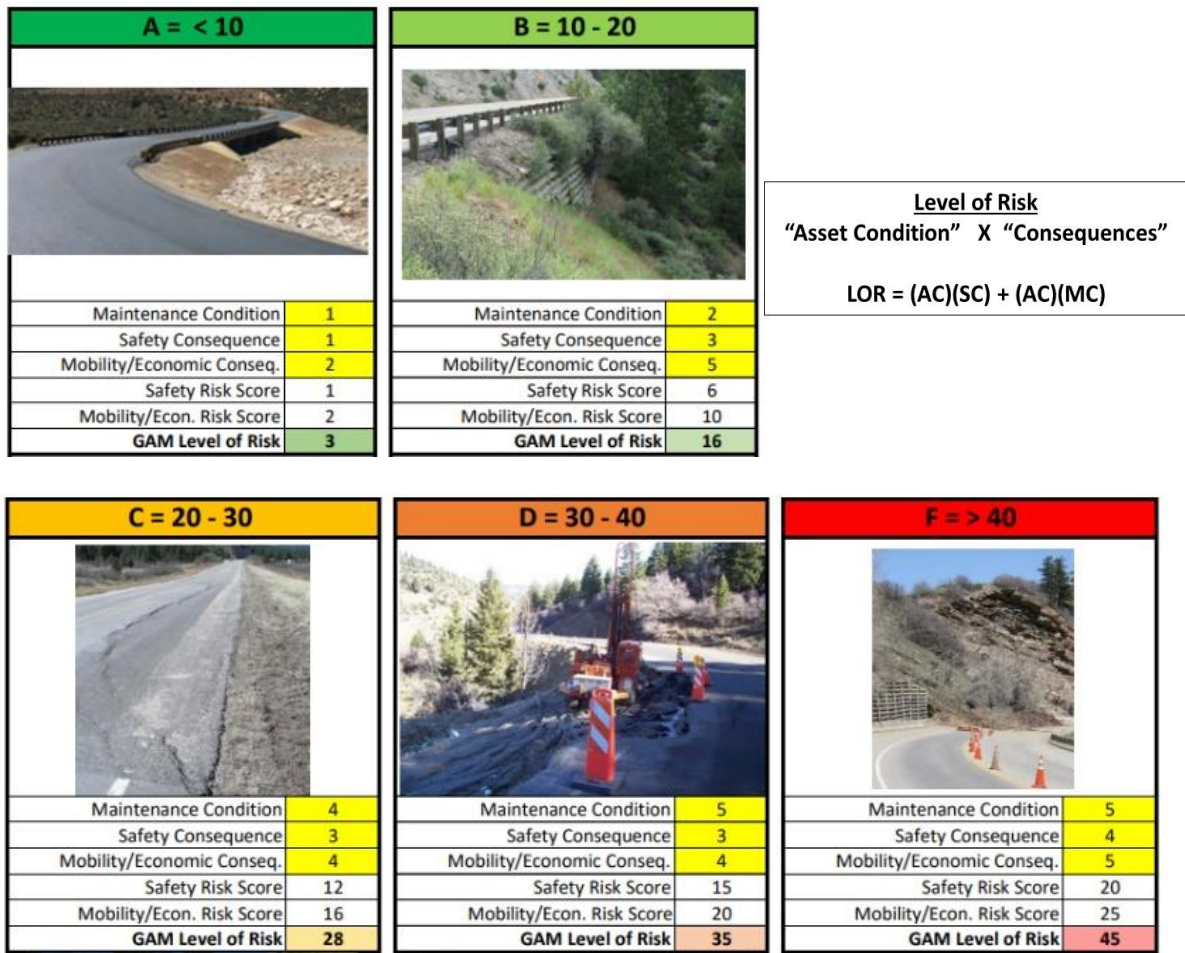 A = < 10
Maintenance Condition 1
Safety Consequence 1
Mobility/Economic Conseq. 2
Safety Risk Score 1
Mobility/Econ. Risk Score 2
GAM Level of Risk 3
B = 10 - 20
Maintenance Condition 2
Safety Consequence 3
Mobility/Economic Conseq. 5
Safety Risk Score 6
Mobility/Econ. Risk Score 10
GAM Level of Risk 16
Level of Risk
“Asset Condition” X “Consequences”
LOR = (AC)(SC) + (AC)(MC)
C = 20 - 30
Maintenance Condition 4
Safety Consequence 3
Mobility/Economic Conseq. 4
Safety Risk Score 12
Mobility/Econ. Risk Score 16
GAM Level of Risk 28
D = 30 - 40
Maintenance Condition 5
Safety Consequence 3
Mobility/Economic Conseq. 4
Safety Risk Score 15
Mobility/Econ. Risk Score 20
GAM Level of Risk 35
F = > 40
Maintenance Condition 5
Safety Consequence 4
Mobility/Economic Conseq. 5
Safety Risk Score 20
Mobility/Econ. Risk Score 25
GAM Level of Risk 45